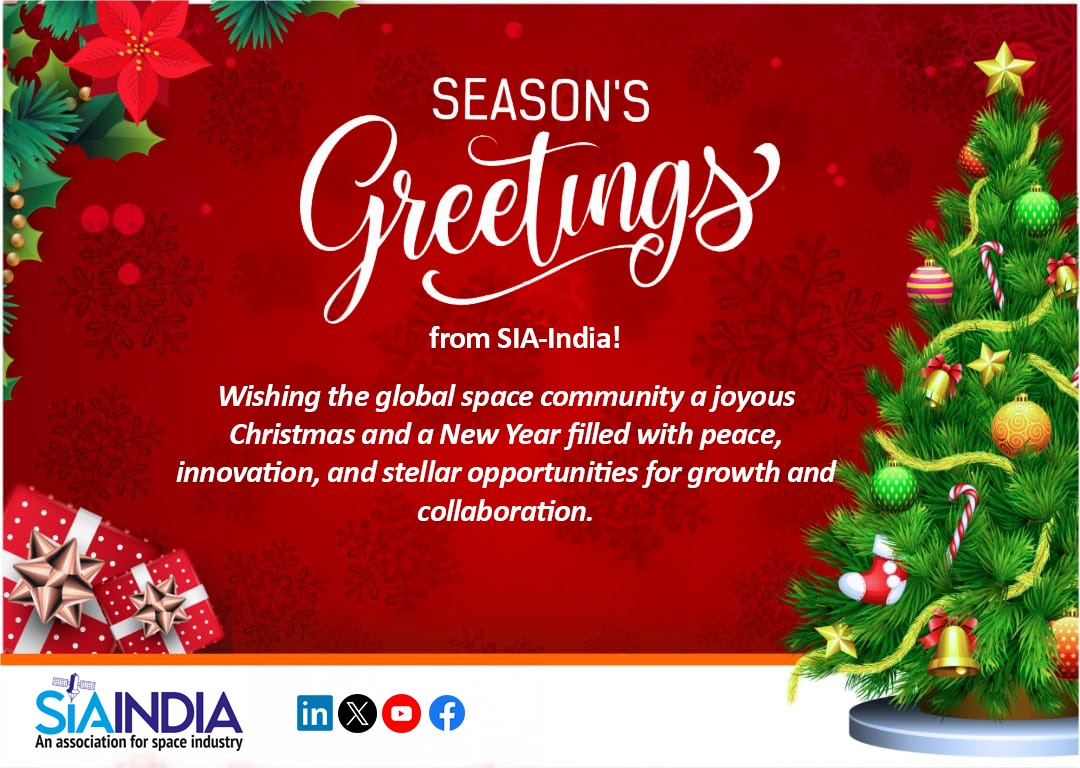 SEASON'S
Greetings
from SIA-India!
Wishing the global space community a joyous
Christmas and a New Year filled with peace,
innovation, and stellar opportunities for growth and
collaboration.
SIAINDIA
An association for space industry
in X f